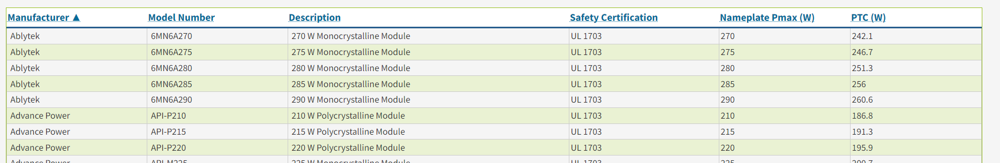 Manufacturer ▲ Model Number Description Safety Certification Nameplate Pmax (W) PTC (W)
Ablytek 6MN6A270 270 W Monocrystalline Module UL 1703 270 242.1
Ablytek 6MN6A275 275 W Monocrystalline Module UL 1703 275 246.7
Ablytek 6MN6A280 280 W Monocrystalline Module UL 1703 280 251.3
Ablytek 6MN6A285 285 W Monocrystalline Module UL 1703 285 256
Ablytek 6MN6A290 290 W Monocrystalline Module UL 1703 290 260.6
Advance Power API-P210 210 W Polycrystalline Module UL 1703 210 186.8
Advance Power API-P215 215 W Polycrystalline Module UL 1703 215 191.3
Advance Power API-P220 220 W Polycrystalline Module UL 1703 220 195.9
Advance Power API-M225 225 W Monocrystalline Module UL 1703 225 200.7